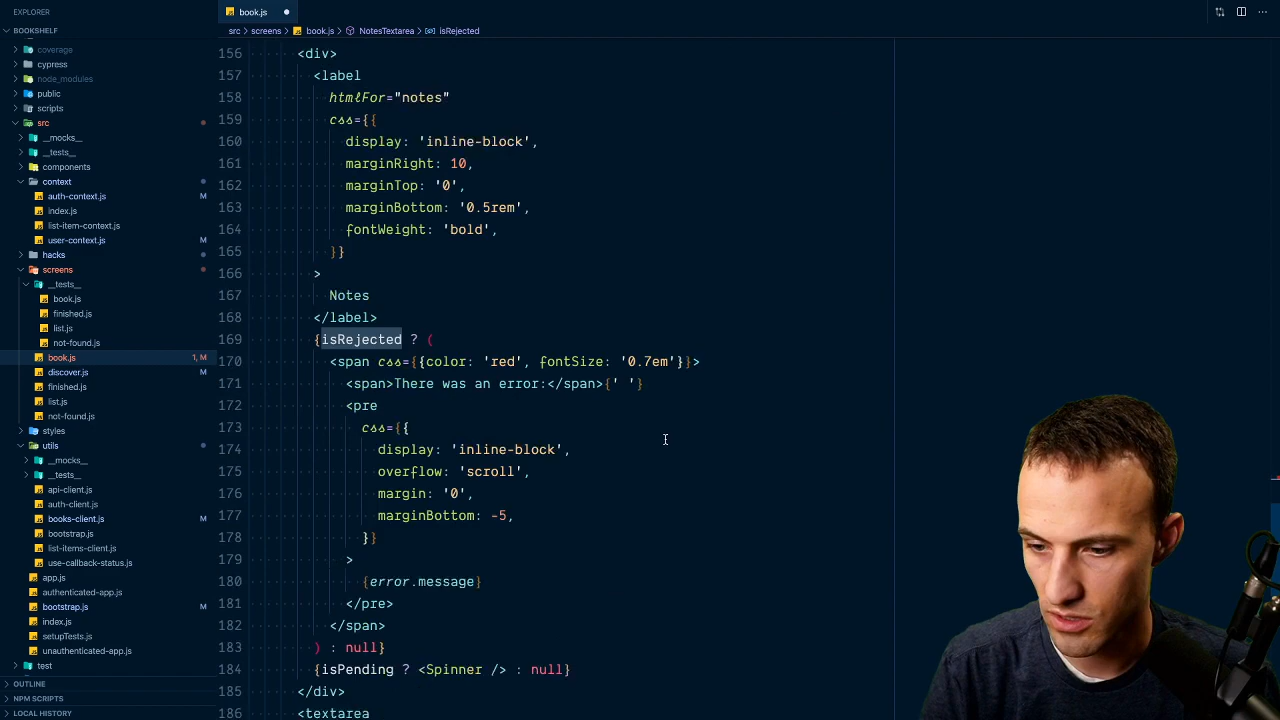 EXPLORER
BOOKSHELF
coverage
cypress
node_modules
public
scripts
src
__mocks__
__tests__
components
context
auth-context.js M
index.js
list-item-context.js
user-context.js M
hacks
screens
__tests__
book.js
finished.js
list.js
not-found.js
book.js 1, M
discover.js
finished.js
list.js
not-found.js
styles
utils
__mocks__
__tests__
api-client.js
auth-client.js
books-client.js M
bootstrap.js
list-items-client.js
use-callback-status.js
app.js
authenticated-app.js
bootstrap.js M
index.js
setupTests.js
unauthenticated-app.js
test
OUTLINE
NPM SCRIPTS
LOCAL HISTORY
book.js
src > screens > book.js > NotesTextarea > isRejected
156 <div>
157 <label
158 htmlFor="notes"
159 css={{
160 display: 'inline-block',
161 marginRight: 10,
162 marginTop: '0',
163 marginBottom: '0.5rem',
164 fontWeight: 'bold',
165 }}
166 >
167 Notes
168 </label>
169 {isRejected ? (
170 <span css={{color: 'red', fontSize: '0.7em'}}>
171 <span>There was an error:</span>{' '}
172 <pre
173 css={{
174 display: 'inline-block',
175 overflow: 'scroll',
176 margin: '0',
177 marginBottom: -5,
178 }}
179 >
180 {error.message}
181 </pre>
182 </span>
183 ) : null}
184 {isPending ? <Spinner /> : null}
185 </div>
186 <textarea